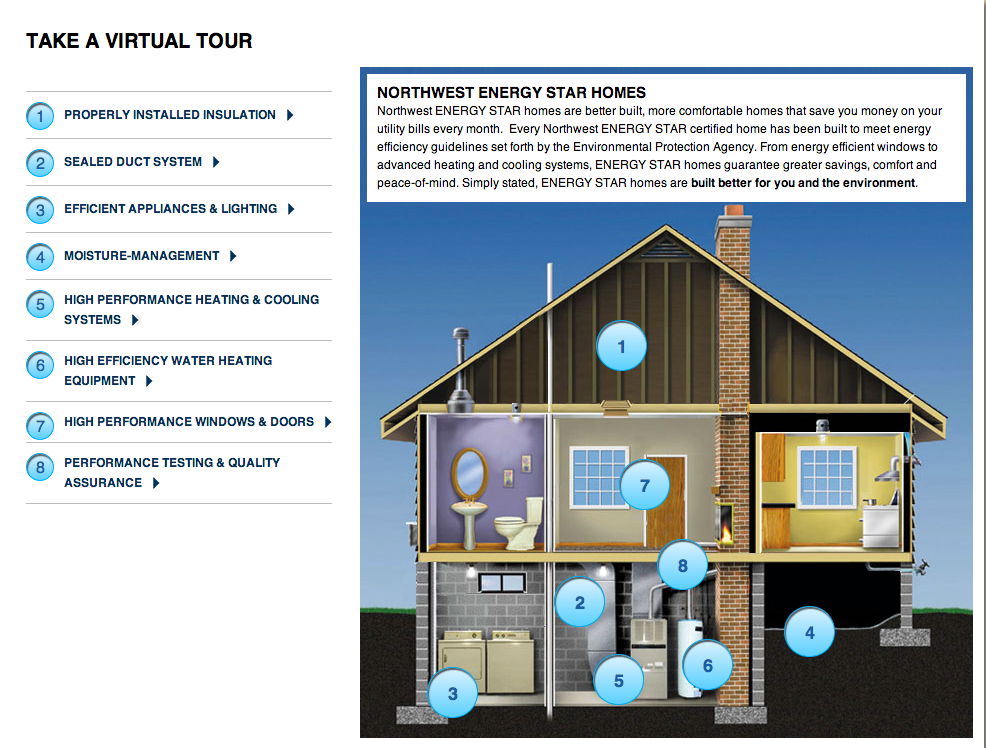 TAKE A VIRTUAL TOUR
1 PROPERLY INSTALLED INSULATION
2 SEALED DUCT SYSTEM
3 EFFICIENT APPLIANCES & LIGHTING
4 MOISTURE-MANAGEMENT
5 HIGH PERFORMANCE HEATING & COOLING
SYSTEMS
6 HIGH EFFICIENCY WATER HEATING
EQUIPMENT
7 HIGH PERFORMANCE WINDOWS & DOORS
8 PERFORMANCE TESTING & QUALITY
ASSURANCE
NORTHWEST ENERGY STAR HOMES
Northwest ENERGY STAR homes are better built, more comfortable homes that save you money on your
utility bills every month. Every Northwest ENERGY STAR certified home has been built to meet energy
efficiency guidelines set forth by the Environmental Protection Agency. From energy efficient windows to
advanced heating and cooling systems, ENERGY STAR homes guarantee greater savings, comfort and
peace-of-mind. Simply stated, ENERGY STAR homes are built better for you and the environment.
1
7
8
2
4
6
5
3